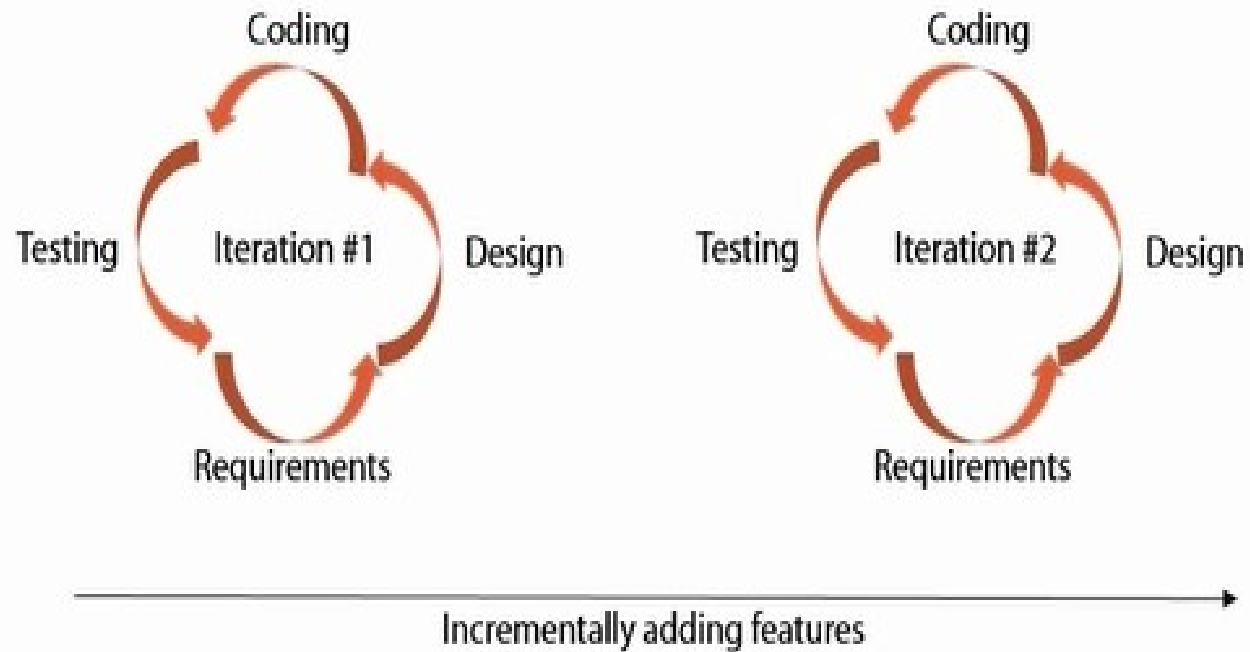 Coding
Coding
Testing
Iteration #1
Design
Testing
Iteration #2
Design
Requirements
Requirements
Incrementally adding features